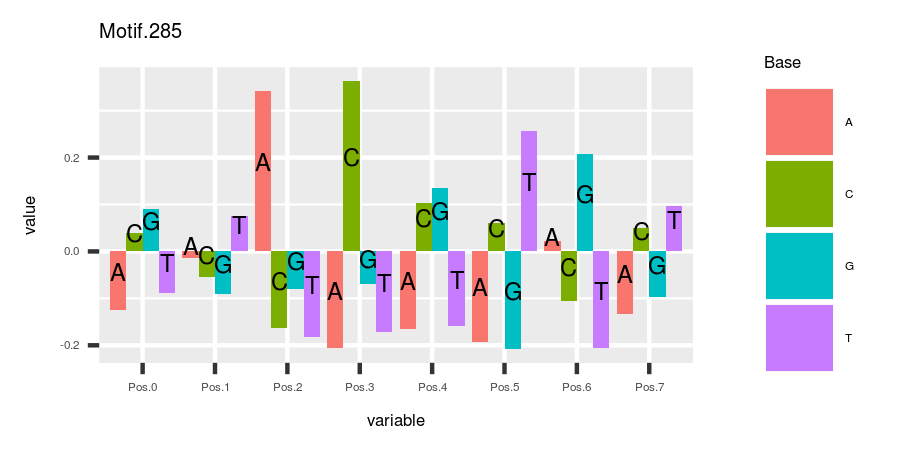 Motif.285
value
0.2
0.0
-0.2
A C G T A C G T A C G T A C G T A C G T A C G T A C G T A C G T
Pos.0 Pos.1 Pos.2 Pos.3 Pos.4 Pos.5 Pos.6 Pos.7
variable
Base
A
C
G
T